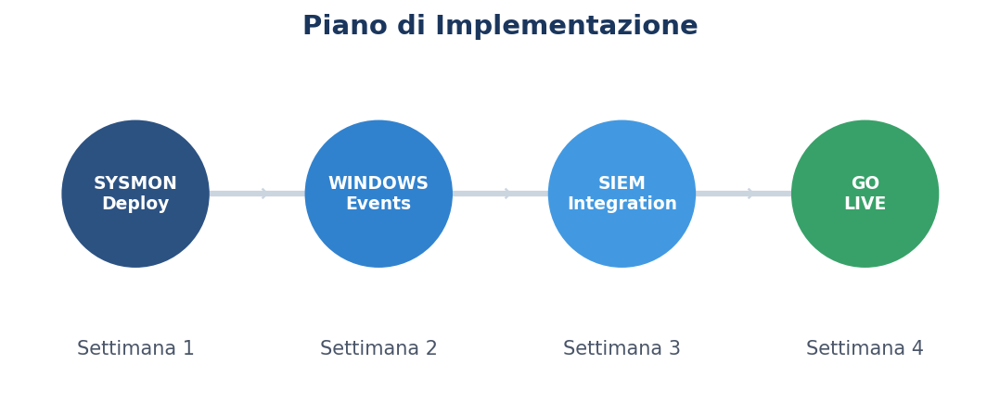 Piano di Implementazione
SYSMON
Deploy
WINDOWS
Events
SIEM
Integration
GO
LIVE
Settimana 1
Settimana 2
Settimana 3
Settimana 4